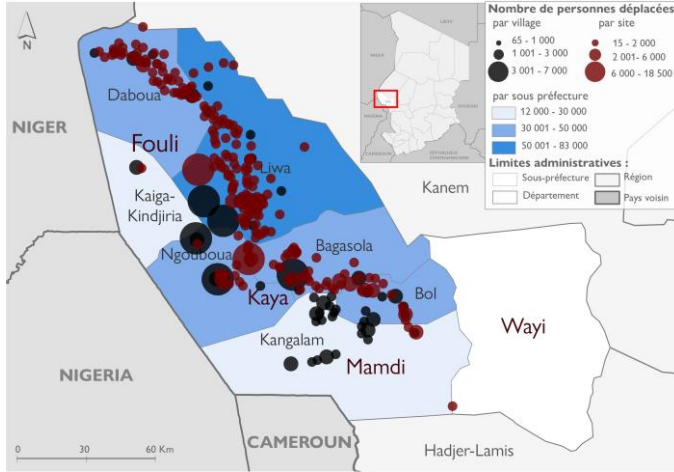 Nombre de personnes déplacées
par village
par site
65 - 1 000
15 - 2 000
1 001 - 3 000
2 001- 6 000
3 001 - 7 000
6 000 - 18 500
par sous préfecture
12 000 - 30 000
30 001 - 50 000
50 001 - 83 000
Limites administratives :
Sous-préfecture
Région
Département
Pays voisin
N
NIGER
Daboua
Fouli
Liwa
Kaiga-
Kindjiria
Kanem
Ngouboua
Bagasola
Kaya
Bol
Wayi
Kangalam
Mamdi
NIGERIA
CAMEROUN
Hadjer-Lamis
0
30
60 Km